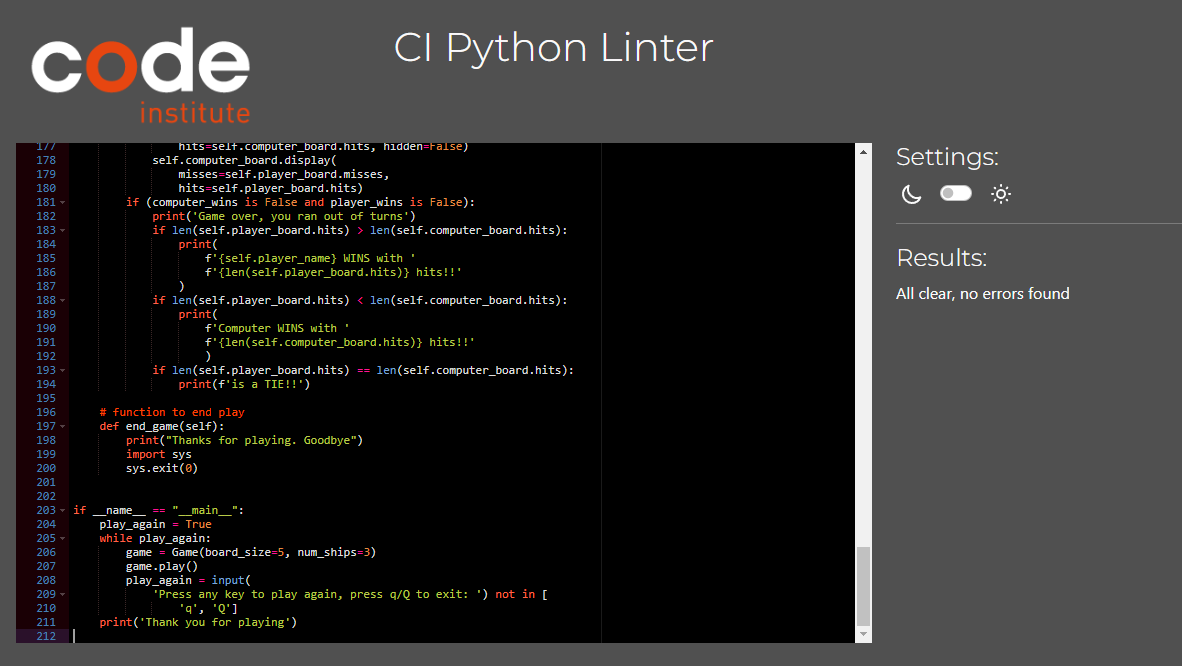 code
institute
CI Python Linter
177 hits=self.computer_board.hits, hidden=False)
178 self.computer_board.display(
179 misses=self.player_board.misses,
180 hits=self.player_board.hits)
181 if (computer_wins is False and player_wins is False):
182 print('Game over, you ran out of turns')
183 if len(self.player_board.hits) > len(self.computer_board.hits):
184 print(
185 f'{self.player_name} WINS with '
186 f'{len(self.player_board.hits)} hits!!'
187 )
188 if len(self.player_board.hits) < len(self.computer_board.hits):
189 print(
190 f'Computer WINS with '
191 f'{len(self.computer_board.hits)} hits!!'
192 )
193 if len(self.player_board.hits) == len(self.computer_board.hits):
194 print(f'is a TIE!!')
195
196 # function to end play
197 def end_game(self):
198 print("Thanks for playing. Goodbye")
199 import sys
200 sys.exit(0)
201
202
203 if __name__ == "__main__":
204 play_again = True
205 while play_again:
206 game = Game(board_size=5, num_ships=3)
207 game.play()
208 play_again = input(
209 'Press any key to play again, press q/Q to exit: ') not in [
210 'q', 'Q']
211 print('Thank you for playing')
212
Settings:
Results:
All clear, no errors found